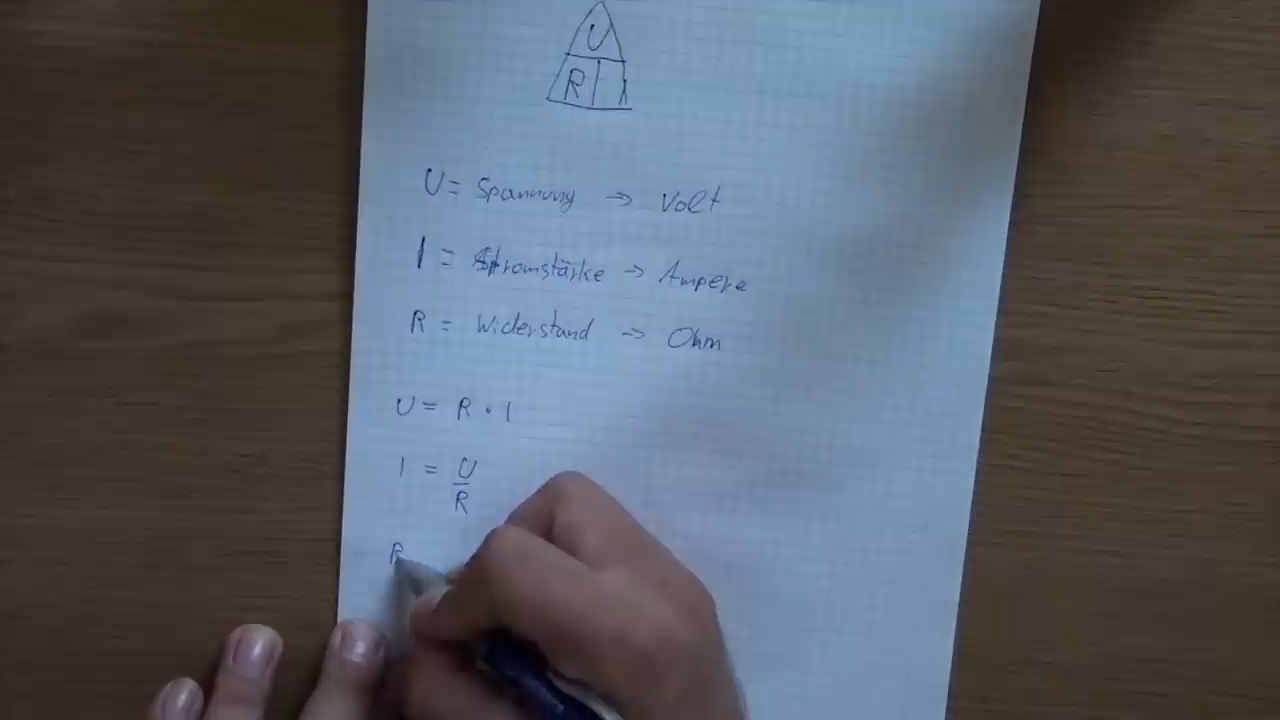 U
R I
U = Spannung → Volt
I = Stromstärke → Ampere
R = Widerstand → Ohm
U = R · I
I = U
R
R